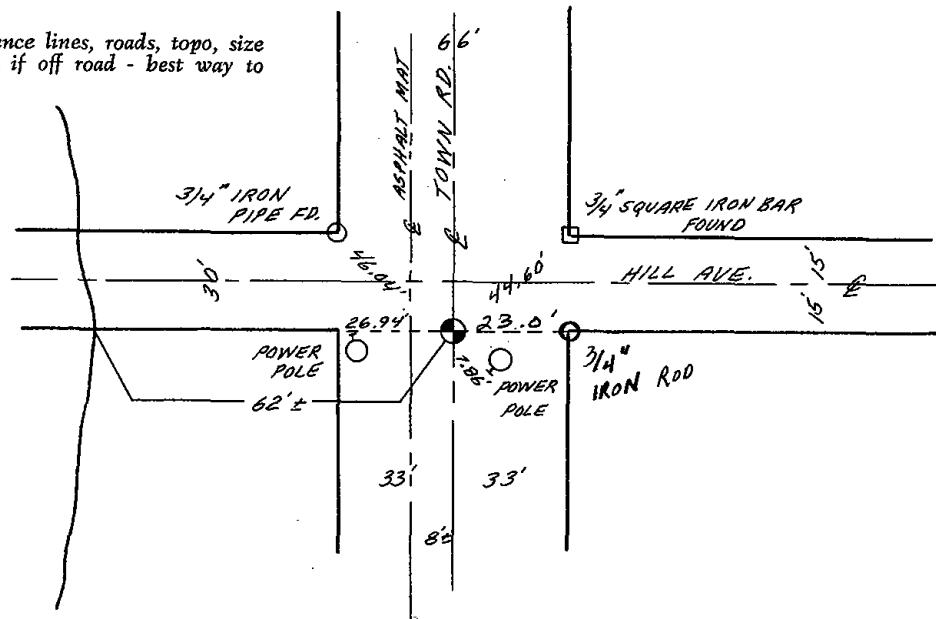 ence lines, roads, topo, size
if off road - best way to
66'
ASPHALT MAT
℄
TOWN RD.
℄
3/4" IRON
PIPE FD.
3/4" SQUARE IRON BAR
FOUND
30'
46.04'
44.60'
HILL AVE.
15'
15'
℄
26.94'
23.0'
POWER
POLE
7.86'
POWER
POLE
3/4"
IRON ROD
62'±
33'
33'
8'±